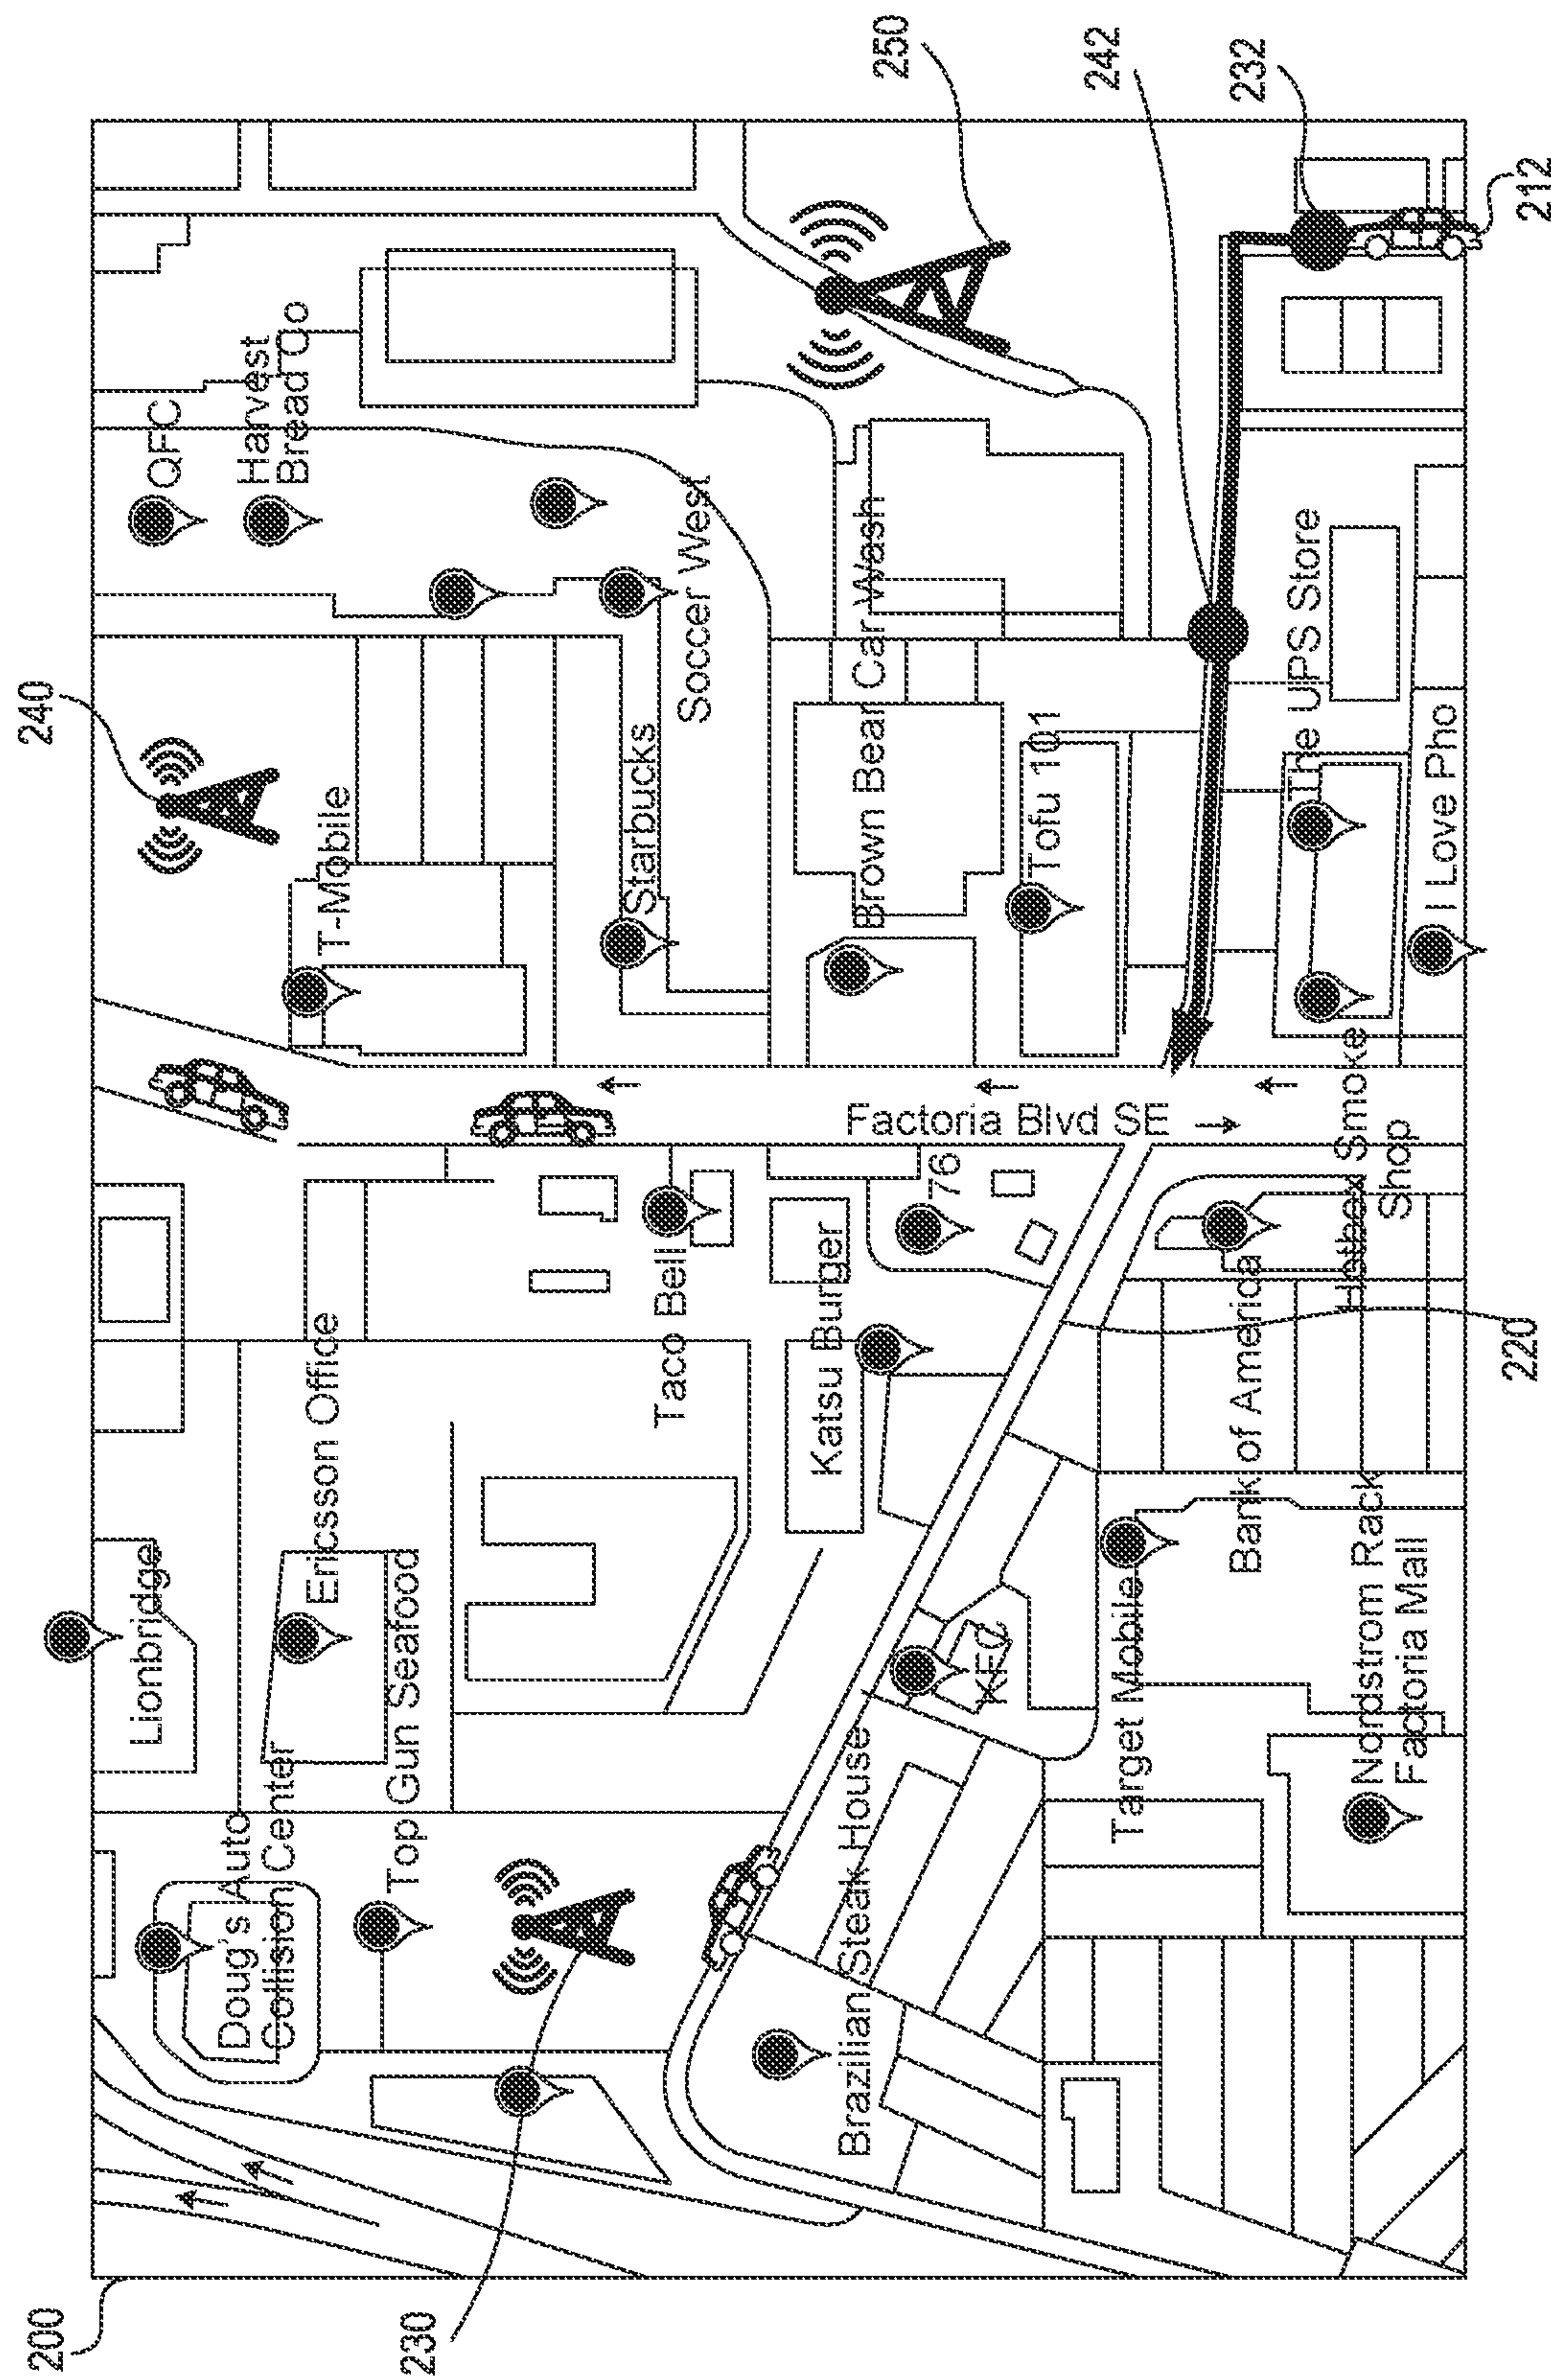 200
240
250
242
232
212
220
230
Lionbridge
QFC
Doug's Auto
Collision Center
Harvest
Bread Co
Ericsson Office
T-Mobile
Top Gun Seafood
Taco Bell
Starbucks
Soccer West
Katsu Burger
Brown Bear Car Wash
Brazilian Steak House
76
Factoria Blvd SE
KFC
Tofu 101
Target Mobile
Bank of America
The UPS Store
Hotbox Smoke
Shop
Nordstrom Rack
Factoria Mall
I Love Pho